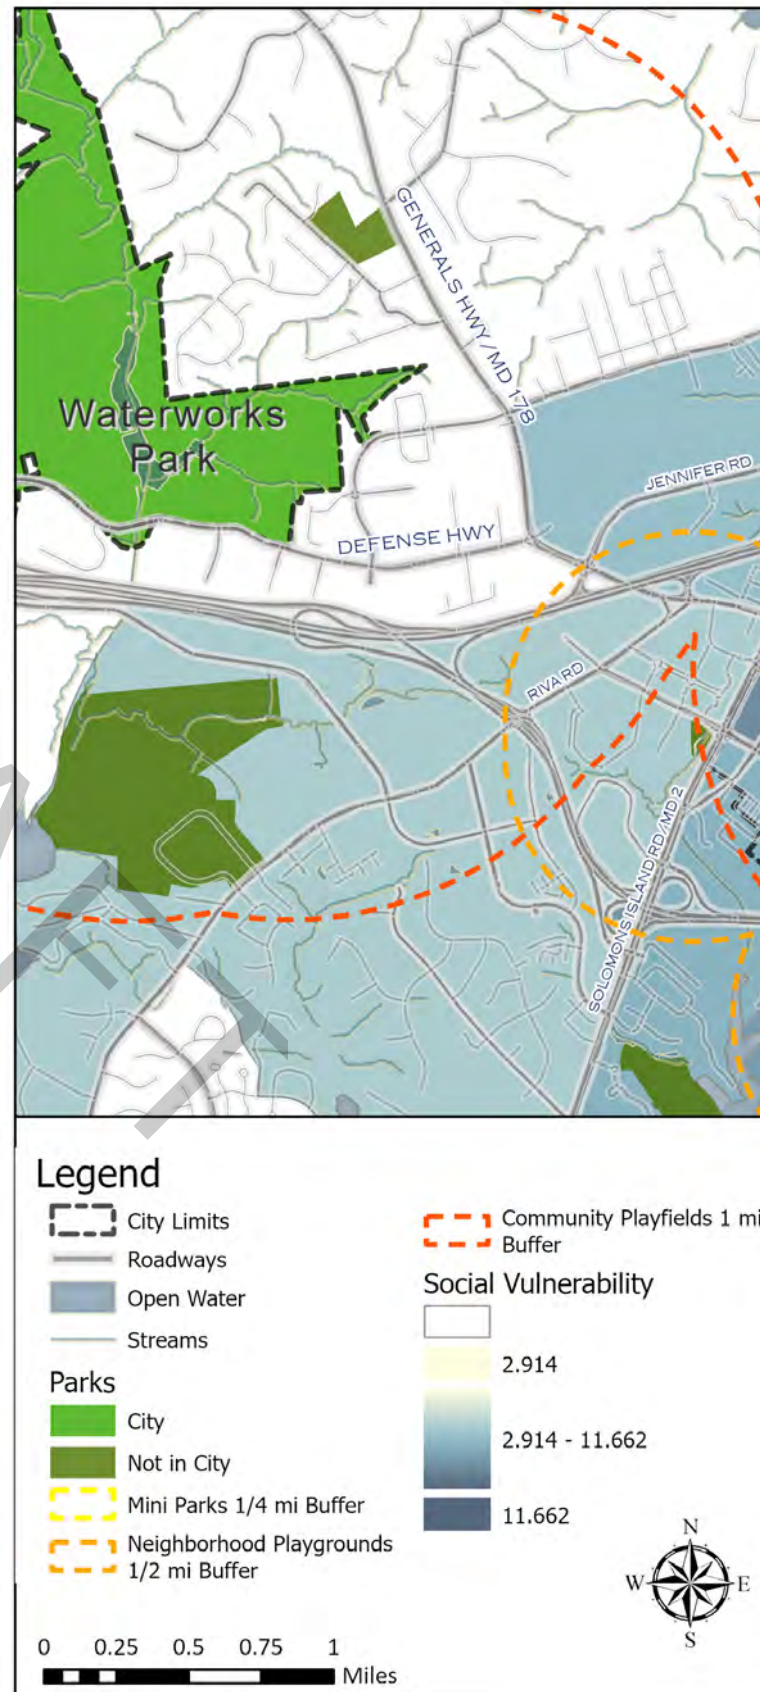 GENERALS HWY/MD 178
Waterworks
Park
JENNIFER RD
DEFENSE HWY
RIVA RD
SOLOMONS ISLAND RD/MD 2
Legend
City Limits
Roadways
Open Water
Streams
Parks
City
Not in City
Mini Parks 1/4 mi Buffer
Neighborhood Playgrounds
1/2 mi Buffer
Community Playfields 1 mi
Buffer
Social Vulnerability
2.914
2.914 - 11.662
11.662
N
W E
S
0 0.25 0.5 0.75 1
Miles